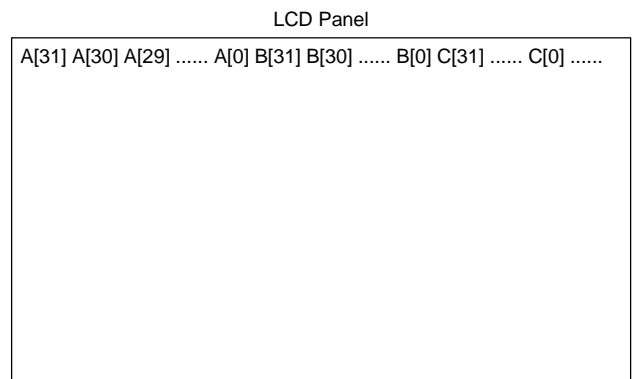 LCD Panel
A[31] A[30] A[29] ...... A[0] B[31] B[30] ...... B[0] C[31] ...... C[0] ......